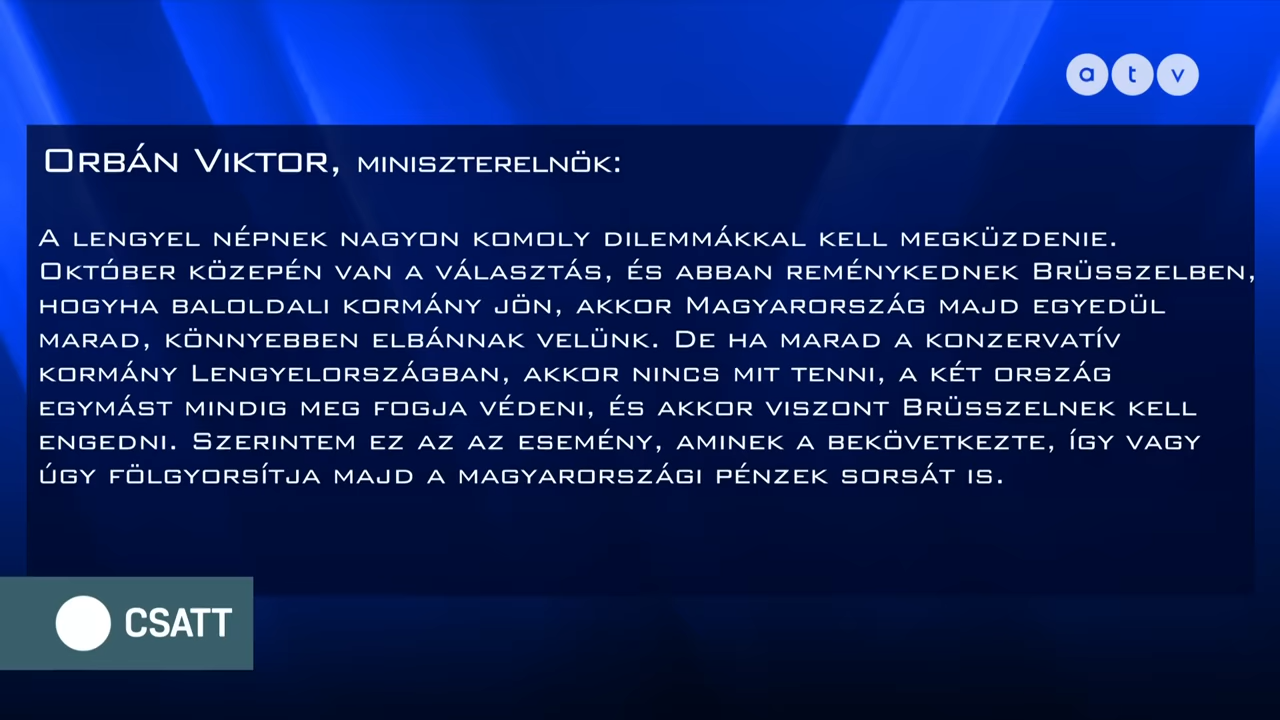 a t v
Orbán Viktor, miniszterelnök:
A lengyel népnek nagyon komoly dilemmákkal kell megküzdenie.
Október közepén van a választás, és abban reménykednek Brüsszelben,
hogyha baloldali kormány jön, akkor Magyarország majd egyedül
marad, könnyebben elbánnak velünk. De ha marad a konzervatív
kormány Lengyelországban, akkor nincs mit tenni, a két ország
egymást mindig meg fogja védeni, és akkor viszont Brüsszelnek kell
engedni. Szerintem ez az az esemény, aminek a bekövetkezte, így vagy
úgy fölgyorsítja majd a magyarországi pénzek sorsát is.
CSATT